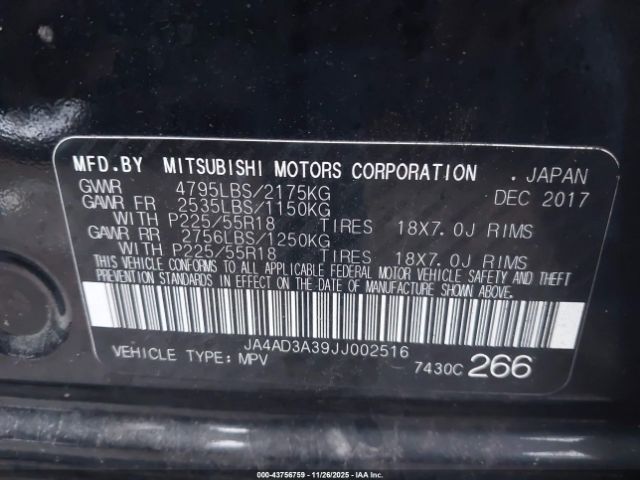 MFD.BY MITSUBISHI MOTORS CORPORATION . JAPAN
GVWR 4795LBS/2175KG DEC 2017
GAWR FR 2535LBS/1150KG
WITH P225/55R18 TIRES 18X7.0J RIMS
GAWR RR 2756LBS/1250KG
WITH P225/55R18 TIRES 18X7.0J RIMS
THIS VEHICLE CONFORMS TO ALL APPLICABLE FEDERAL MOTOR VEHICLE SAFETY AND THEFT
PREVENTION STANDARDS IN EFFECT ON THE DATE OF MANUFACTURE SHOWN ABOVE.
JA4AD3A39JJ002516
VEHICLE TYPE: MPV 7430C 266
000-43756759 - 11/26/2025 - IAA Inc.